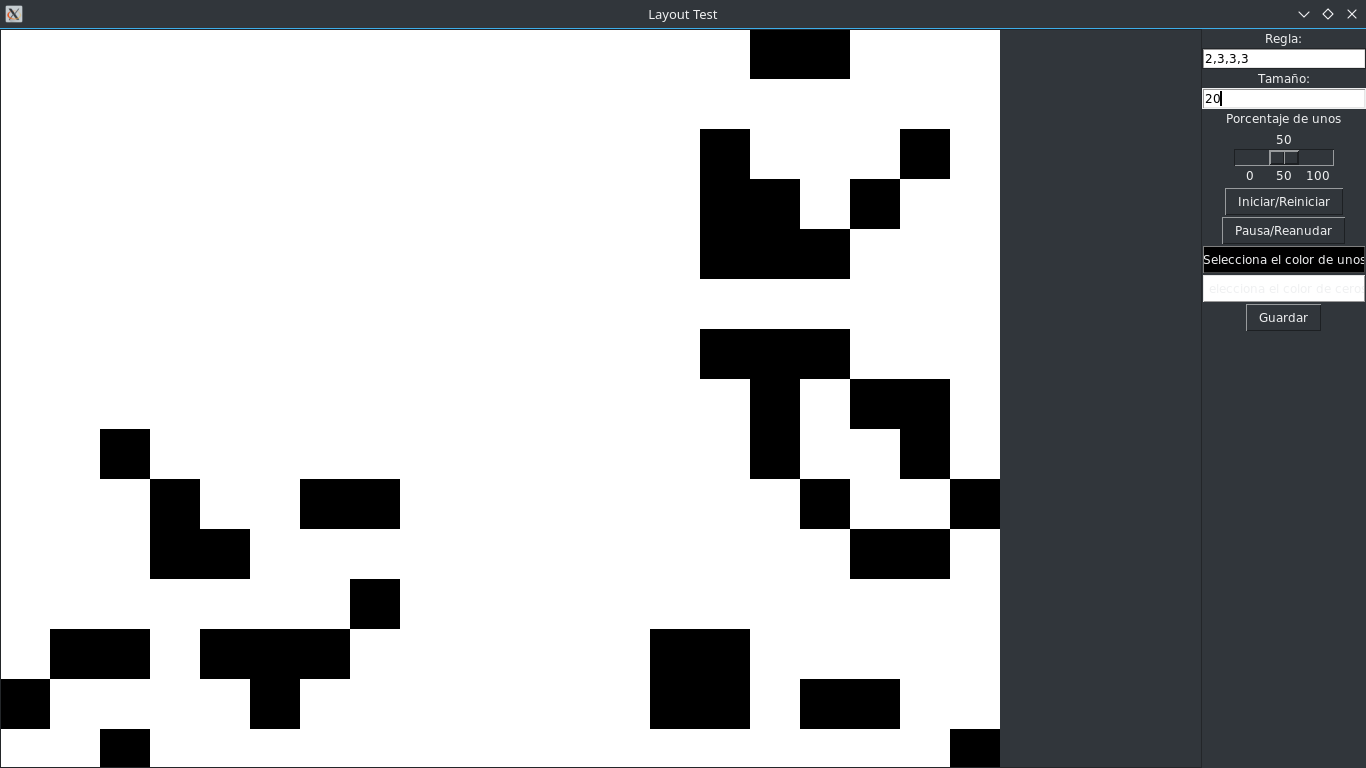 Layout Test
Regla:
2,3,3,3
Tamaño:
20
Porcentaje de unos
50
0 50 100
Iniciar/Reiniciar
Pausa/Reanudar
Selecciona el color de unos
elecciona el color de cero
Guardar